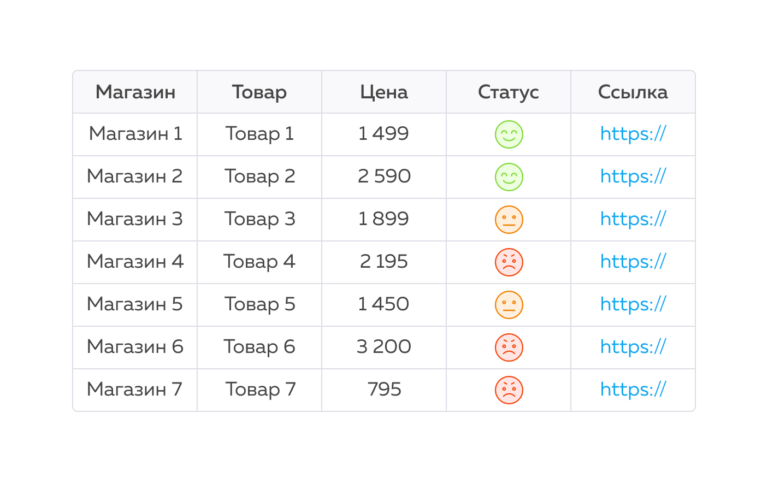 Магазин Товар Цена Статус Ссылка
Магазин 1 Товар 1 1 499 https://
Магазин 2 Товар 2 2 590 https://
Магазин 3 Товар 3 1 899 https://
Магазин 4 Товар 4 2 195 https://
Магазин 5 Товар 5 1 450 https://
Магазин 6 Товар 6 3 200 https://
Магазин 7 Товар 7 795 https://